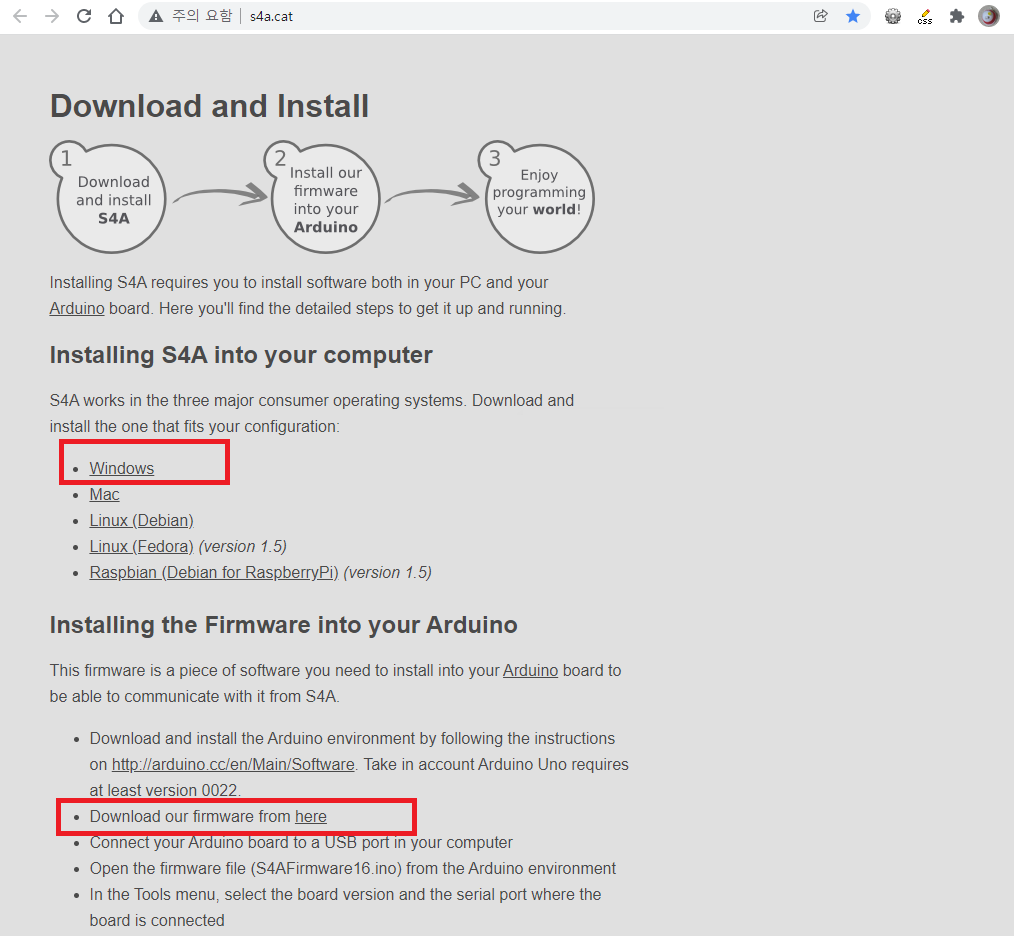 주의 요함 s4a.cat
css
Download and Install
1
Download
and install
S4A
2
Install our
firmware
into your
Arduino
3
Enjoy
programming
your world!
Installing S4A requires you to install software both in your PC and your
Arduino board. Here you'll find the detailed steps to get it up and running.
Installing S4A into your computer
S4A works in the three major consumer operating systems. Download and
install the one that fits your configuration:
• Windows
• Mac
• Linux (Debian)
• Linux (Fedora) (version 1.5)
• Raspbian (Debian for RaspberryPi) (version 1.5)
Installing the Firmware into your Arduino
This firmware is a piece of software you need to install into your Arduino board to
be able to communicate with it from S4A.
• Download and install the Arduino environment by following the instructions
on http://arduino.cc/en/Main/Software. Take in account Arduino Uno requires
at least version 0022.
• Download our firmware from here
• Connect your Arduino board to a USB port in your computer
• Open the firmware file (S4AFirmware16.ino) from the Arduino environment
• In the Tools menu, select the board version and the serial port where the
board is connected